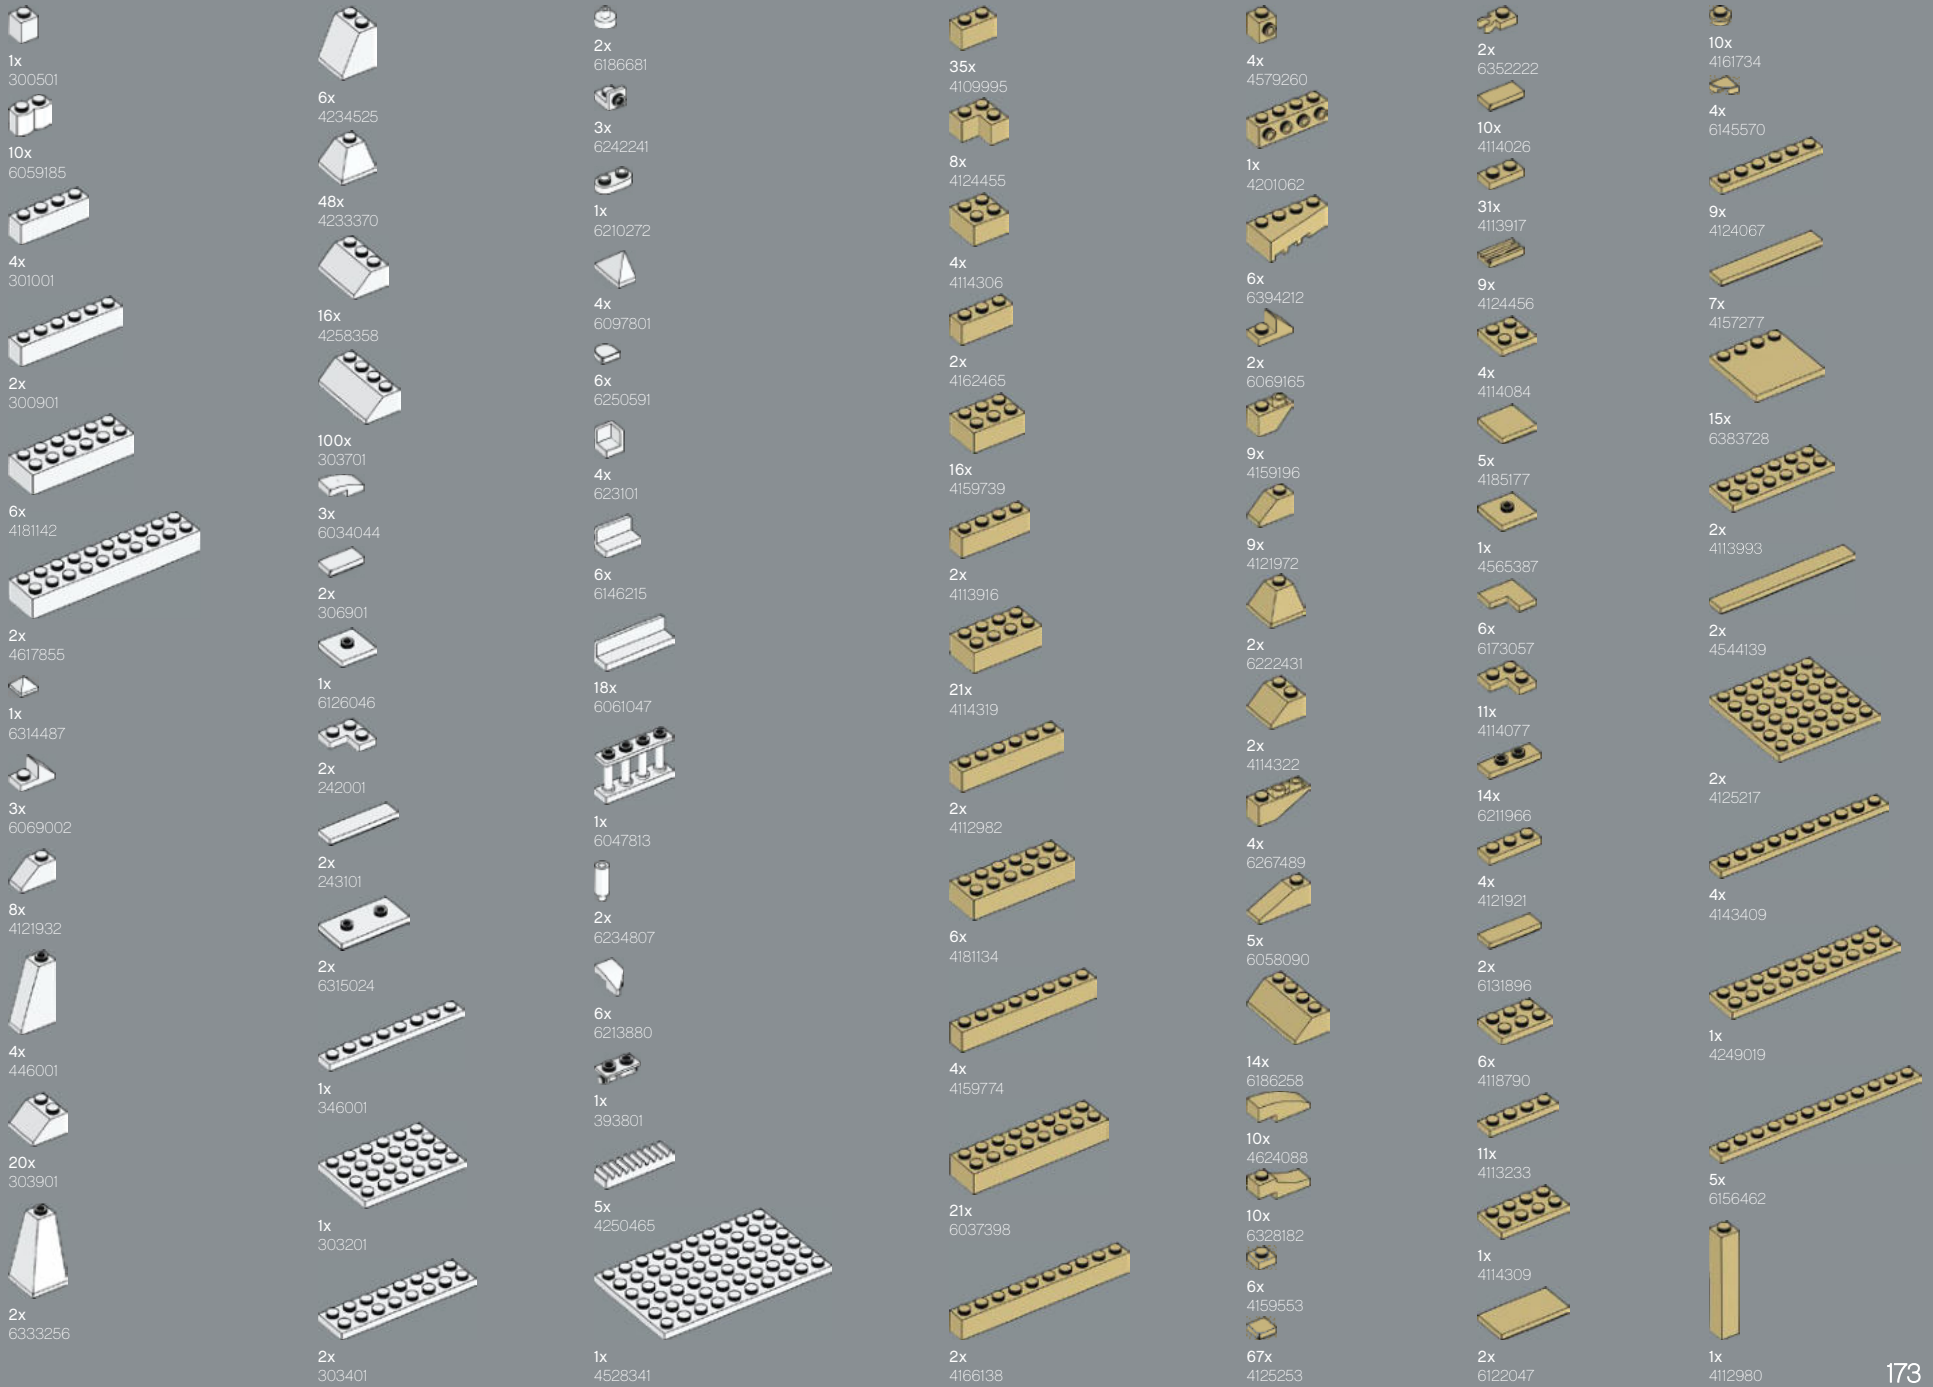 1x
300501
10x
6059185
4x
301001
2x
300901
6x
4181142
2x
4617855
1x
6314487
3x
6069002
8x
4121932
4x
446001
20x
303901
2x
6333256
6x
4234525
48x
4233370
16x
4258358
100x
303701
3x
6034044
2x
306901
1x
6126046
2x
242001
2x
243101
2x
6315024
1x
346001
1x
303201
2x
303401
2x
6186681
3x
6242241
1x
6210272
4x
6097801
6x
6250591
4x
623101
6x
6146215
18x
6061047
1x
6047813
2x
6234807
6x
6213880
1x
393801
5x
4250465
1x
4528341
35x
4109995
8x
4124455
4x
4114306
2x
4162465
16x
4159739
2x
4113916
21x
4114319
2x
4112982
6x
4181134
4x
4159774
21x
6037398
2x
4166138
4x
4579260
1x
4201062
6x
6394212
2x
6069165
9x
4159196
9x
4121972
2x
6222431
2x
4114322
4x
6267489
5x
6058090
14x
6186258
10x
4624088
10x
6328182
6x
4159553
67x
4125253
2x
6352222
10x
4114026
31x
4113917
9x
4124456
4x
4114084
5x
4185177
1x
4565387
6x
6173057
11x
4114077
14x
6211966
4x
4121921
2x
6131896
6x
4118790
11x
4113233
1x
4114309
2x
6122047
10x
4161734
4x
6145570
9x
4124067
7x
4157277
15x
6383728
2x
4113993
2x
4544139
2x
4125217
4x
4143409
1x
4249019
5x
6156462
1x
4112980
173